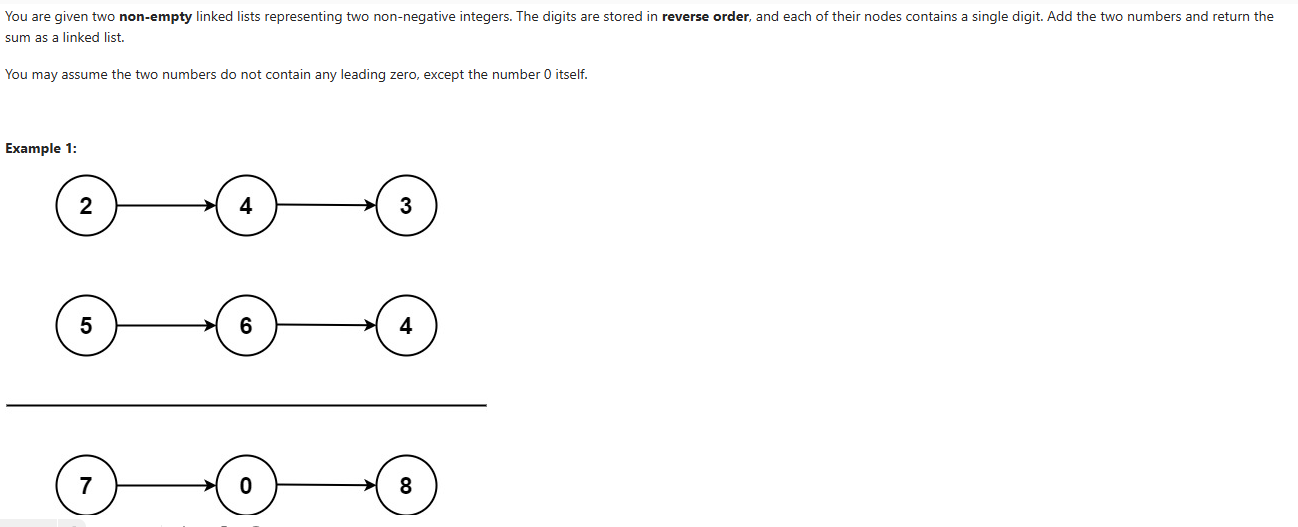 You are given two non-empty linked lists representing two non-negative integers. The digits are stored in reverse order, and each of their nodes contains a single digit. Add the two numbers and return the
sum as a linked list.
You may assume the two numbers do not contain any leading zero, except the number 0 itself.
Example 1:
2 4 3
5 6 4
7 0 8